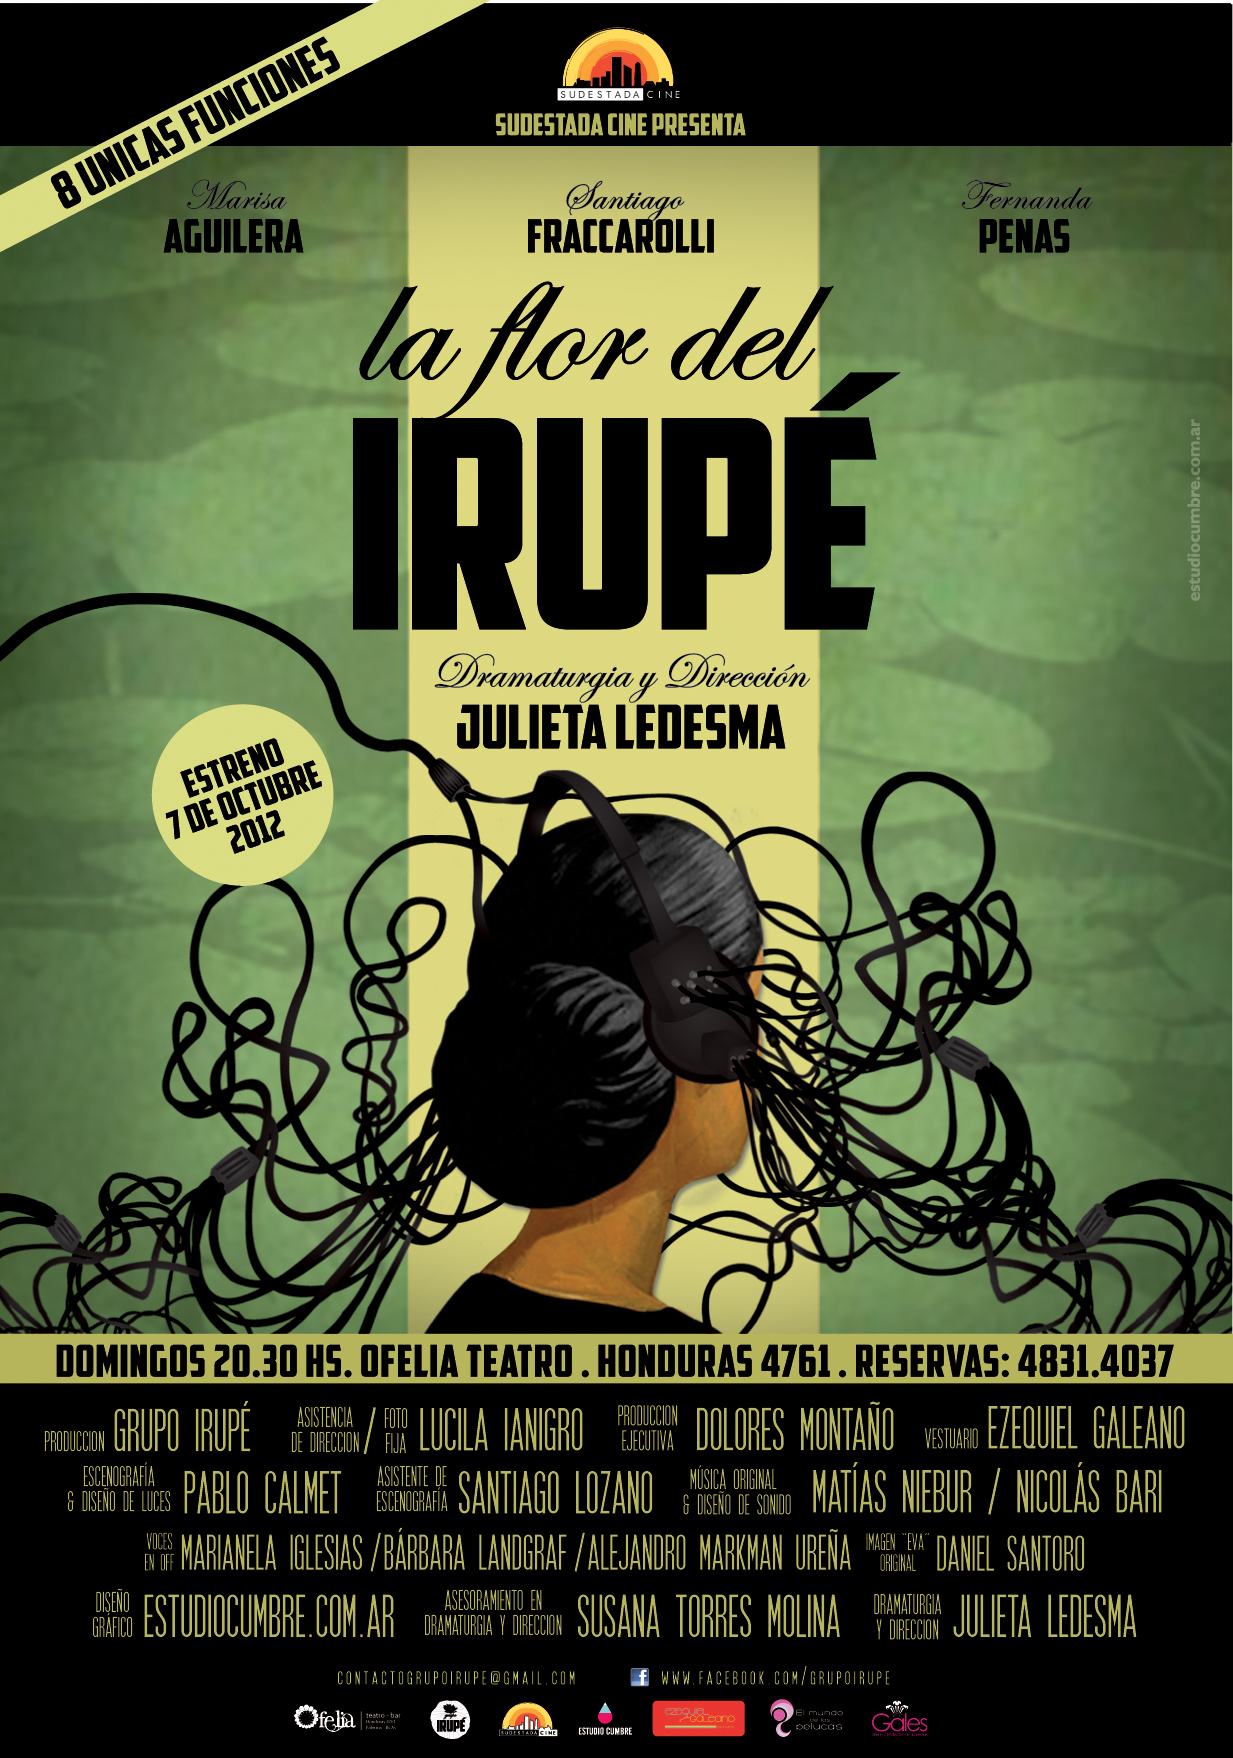 8 UNICAS FUNCIONES
SUDESTADA CINE
SUDESTADA CINE PRESENTA
Marisa
AGUILERA
Santiago
FRACCAROLLI
Fernanda
PENAS
la flor del
IRUPÉ
estudiocumbre.com.ar
Dramaturgia y Dirección
JULIETA LEDESMA
ESTRENO
7 DE OCTUBRE
2012
DOMINGOS 20.30 HS. OFELIA TEATRO . HONDURAS 4761 . RESERVAS: 4831.4037
PRODUCCION GRUPO IRUPÉ
ASISTENCIA
DE DIRECCION / FOTO
FIJA LUCILA IANIGRO
PRODUCCION
EJECUTIVA DOLORES MONTAÑO
VESTUARIO EZEQUIEL GALEANO
ESCENOGRAFÍA
& DISEÑO DE LUCES PABLO CALMET
ASISTENTE DE
ESCENOGRAFÍA SANTIAGO LOZANO
MÚSICA ORIGINAL
& DISEÑO DE SONIDO MATÍAS NIEBUR / NICOLÁS BARI
VOCES
EN OFF MARIANELA IGLESIAS / BÁRBARA LANDGRAF / ALEJANDRO MARKMAN UREÑA
IMAGEN "EVA"
ORIGINAL DANIEL SANTORO
DISEÑO
GRÁFICO ESTUDIOCUMBRE.COM.AR
ASESORAMIENTO EN
DRAMATURGIA Y DIRECCION SUSANA TORRES MOLINA
DRAMATURGIA
Y DIRECCION JULIETA LEDESMA
CONTACTOGRUPOIRUPE@GMAIL.COM
f WWW.FACEBOOK.COM/GRUPOIRUPE
Ofelia
teatro - bar
IRUPÉ
SUDESTADA CINE
ESTUDIO CUMBRE
ezequiel galeano
El mundo
de las
pelucas
Gales